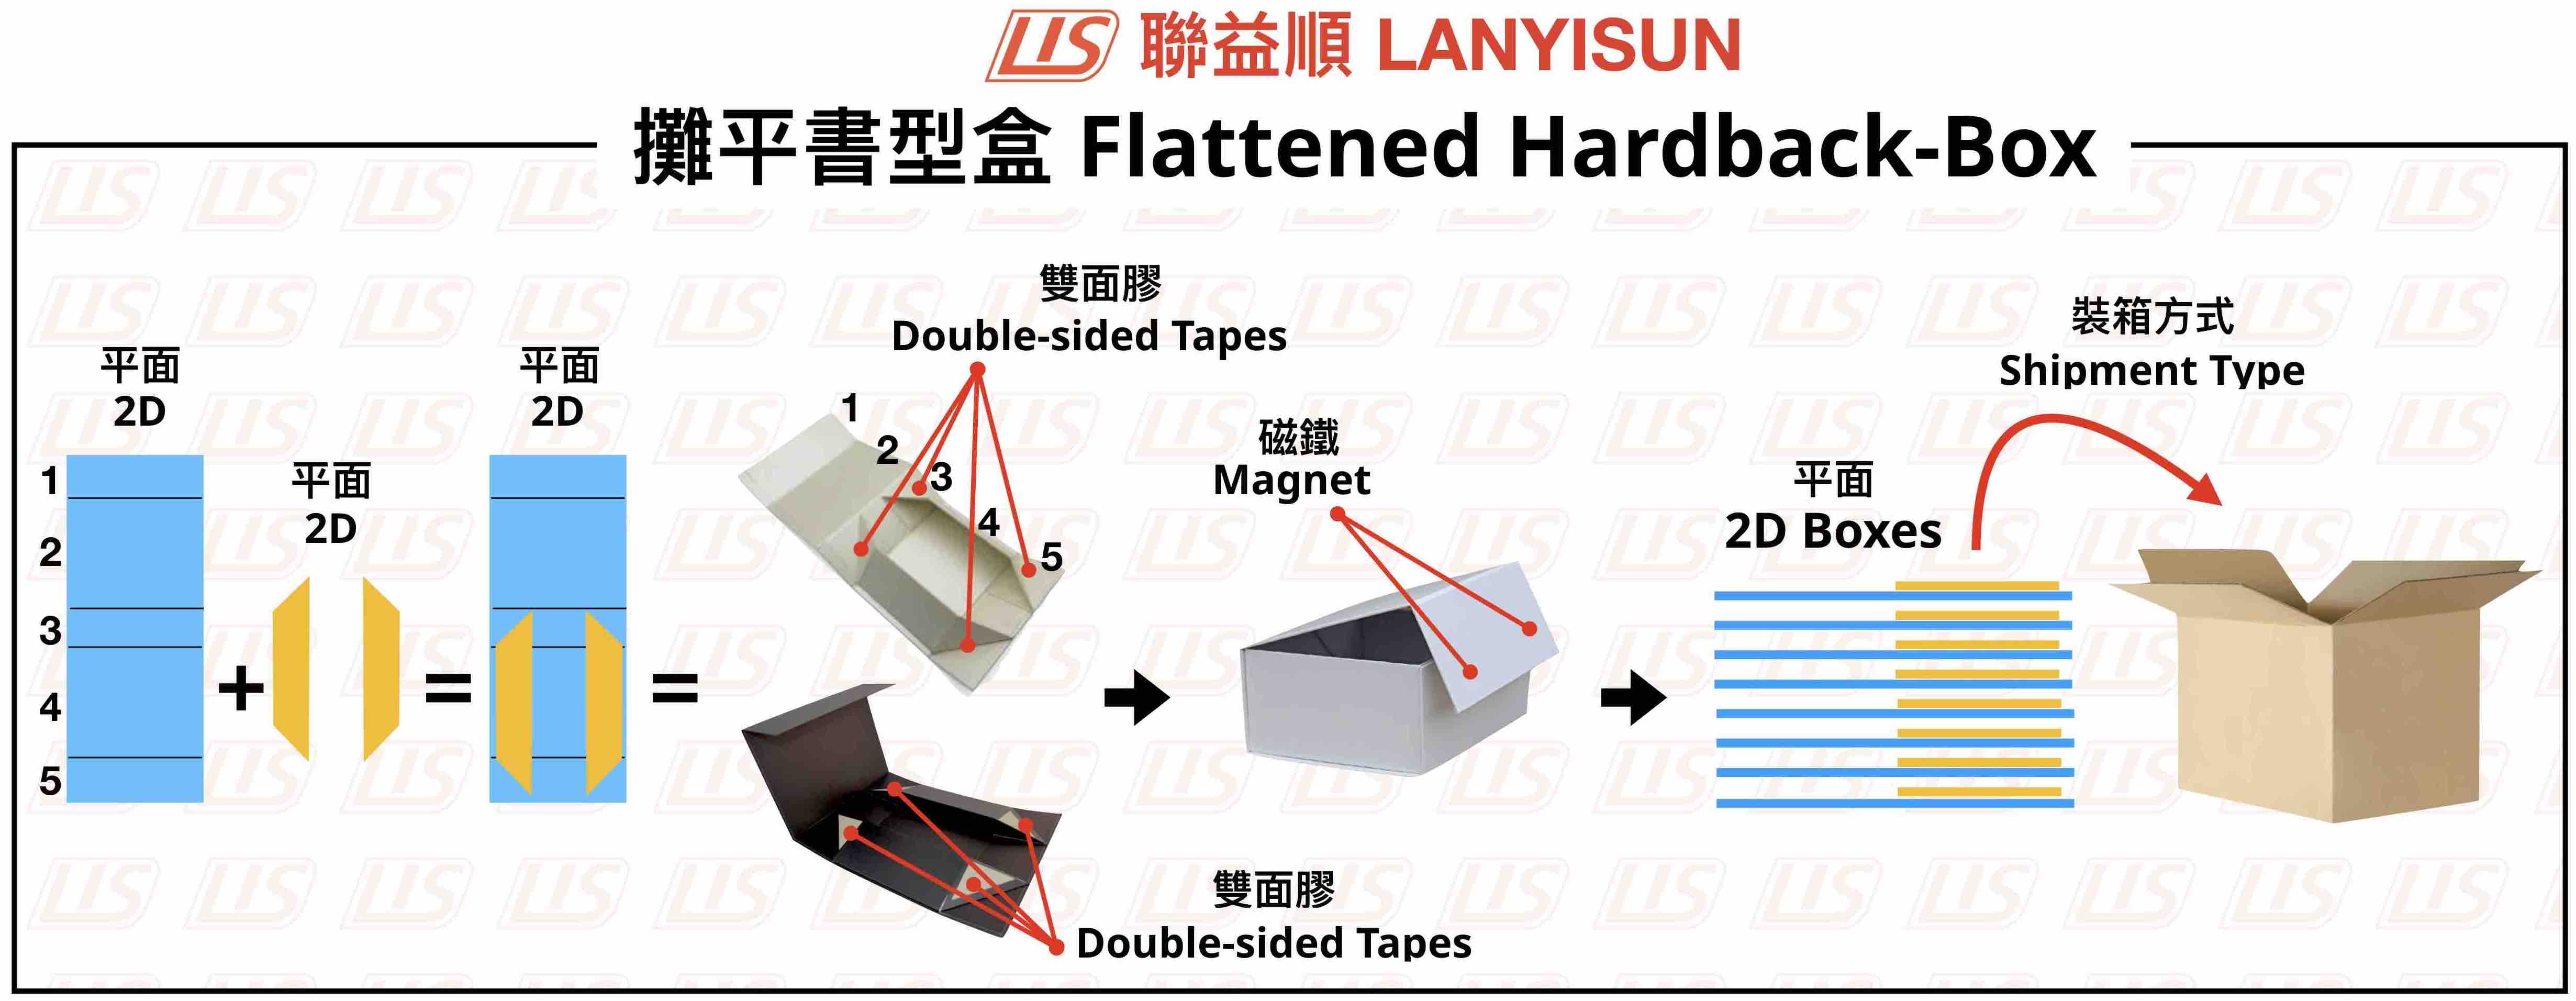 LIS 聯益順 LANYISUN
攤平書型盒 Flattened Hardback-Box
平面
2D
1
2
3
4
5
+
平面
2D
=
平面
2D
=
雙面膠
Double-sided Tapes
1
2
3
4
5
雙面膠
Double-sided Tapes
磁鐵
Magnet
平面
2D Boxes
裝箱方式
Shipment Type